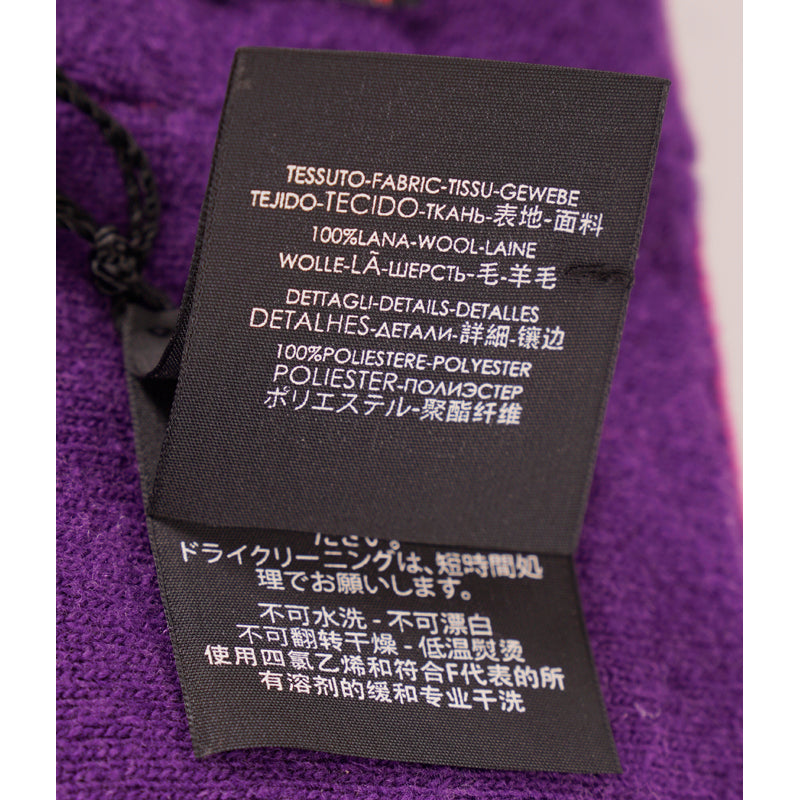 TESSUTO-FABRIC-TISSU-GEWEBE
TEJIDO-TECIDO-ТКАНЬ-表地-面料
100%LANA-WOOL-LAINE
WOLLE-LÃ-ШЕРСТЬ-毛-羊毛
DETTAGLI-DETAILS-DETALLES
DETALHES-ДЕТАЛИ-詳細-镶边
100%POLIESTERE-POLYESTER
POLIESTER-ПОЛИЭСТЕР
ポリエステル-聚酯纤维
ださい。
ドライクリーニングは、短時間処
理でお願いします。
不可水洗 - 不可漂白
不可翻转干燥 - 低温熨烫
使用四氯乙烯和符合F代表的所
有溶剂的缓和专业干洗